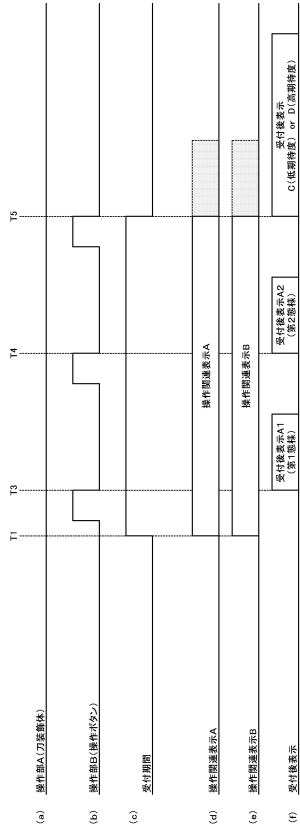 T1
T3
T4
T5
(a)
操作部A(刀装飾体)
(b)
操作部B(操作ボタン)
(c)
受付期間
(d)
操作関連表示A
操作関連表示A
(e)
操作関連表示B
操作関連表示B
(f)
受付後表示
受付後表示A1
(第1態様)
受付後表示A2
(第2態様)
受付後表示
C(低期待度) or D(高期待度)